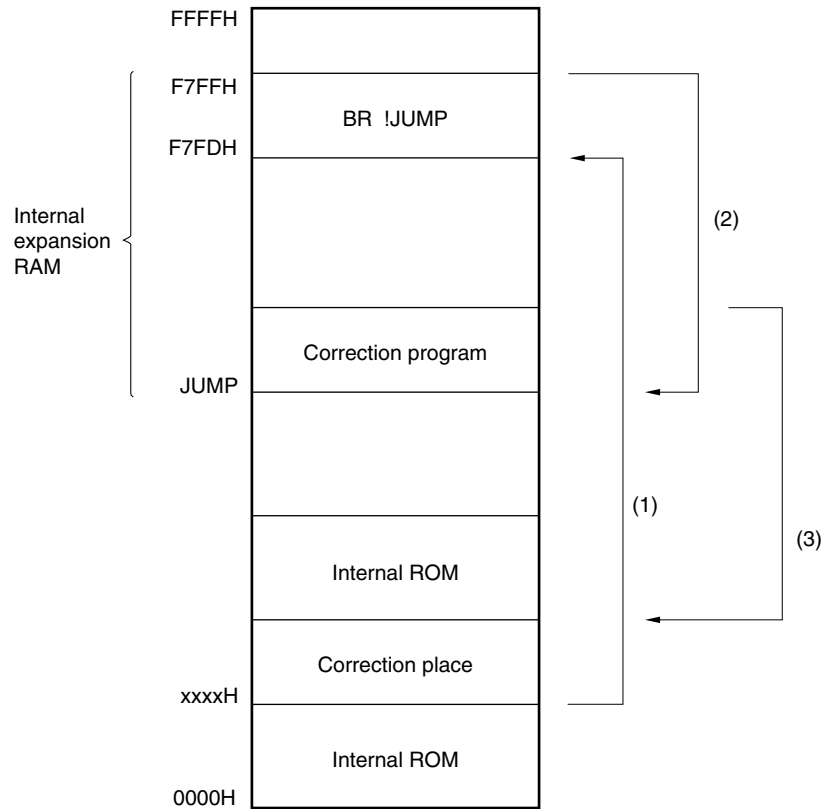 FFFFH
F7FFH
BR !JUMP
F7FDH
Internal
expansion
RAM
(2)
Correction program
JUMP
(1)
(3)
Internal ROM
Correction place
xxxxH
Internal ROM
0000H